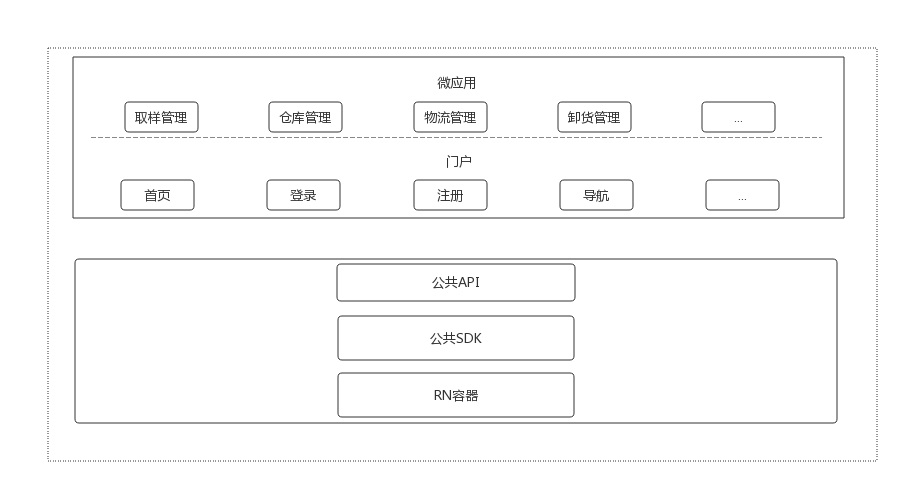 微应用
取样管理 仓库管理 物流管理 卸货管理 ...
门户
首页 登录 注册 导航 ...
公共API
公共SDK
RN容器